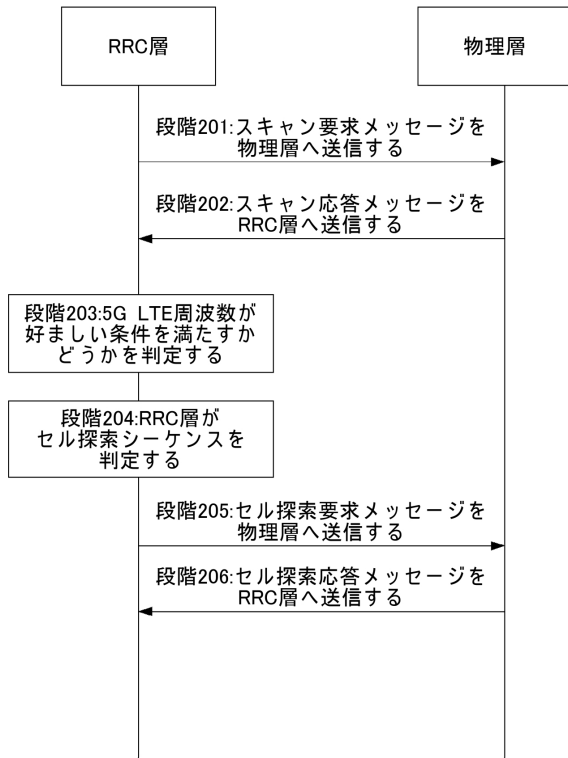 RRC層
物理層
段階201:スキャン要求メッセージを
物理層へ送信する
段階202:スキャン応答メッセージを
RRC層へ送信する
段階203:5G LTE周波数が
好ましい条件を満たすか
どうかを判定する
段階204:RRC層が
セル探索シーケンスを
判定する
段階205:セル探索要求メッセージを
物理層へ送信する
段階206:セル探索応答メッセージを
RRC層へ送信する